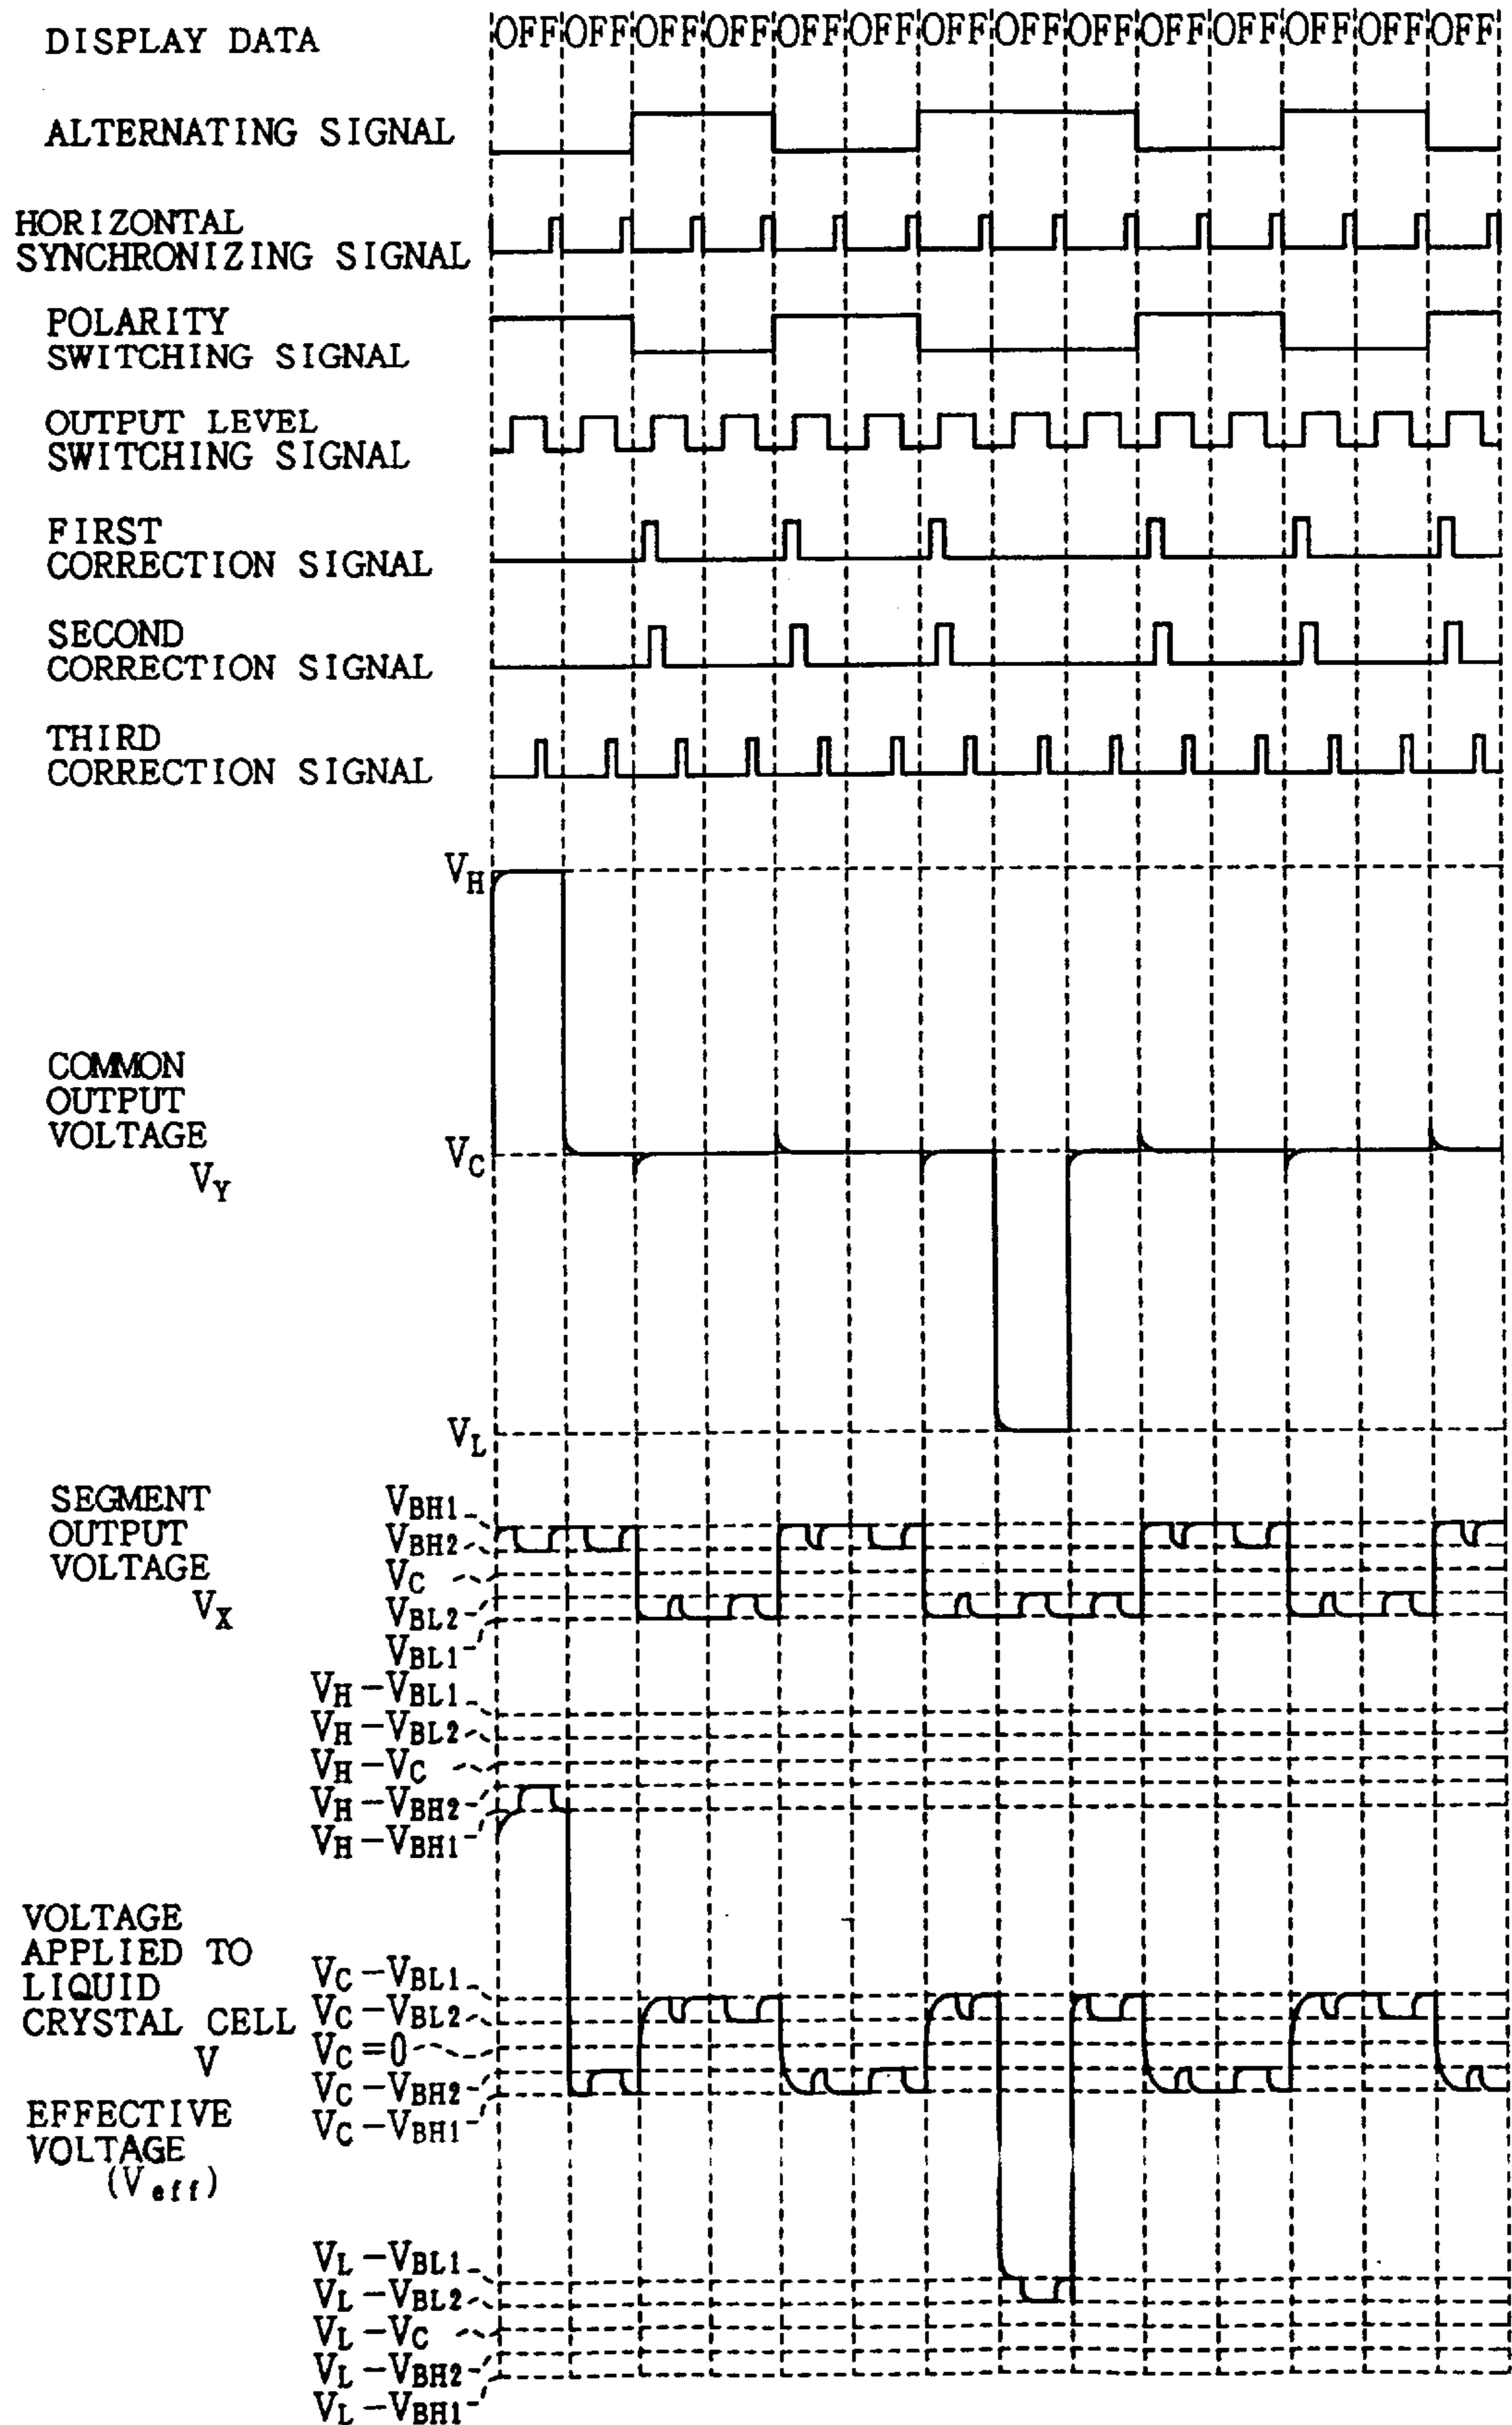 DISPLAY DATA OFF OFF OFF OFF OFF OFF OFF OFF OFF OFF OFF OFF OFF OFF
ALTERNATING SIGNAL
HORIZONTAL
SYNCHRONIZING SIGNAL
POLARITY
SWITCHING SIGNAL
OUTPUT LEVEL
SWITCHING SIGNAL
FIRST
CORRECTION SIGNAL
SECOND
CORRECTION SIGNAL
THIRD
CORRECTION SIGNAL
VH
COMMON
OUTPUT
VOLTAGE
VC
VY
VL
SEGMENT
OUTPUT
VOLTAGE
VX
VBH1
VBH2
VC
VBL2
VBL1
VH-VBL1
VH-VBL2
VH-VC
VH-VBH2
VH-VBH1
VOLTAGE
APPLIED TO
LIQUID
CRYSTAL CELL
V
VC-VBL1
VC-VBL2
VC=0
VC-VBH2
VC-VBH1
EFFECTIVE
VOLTAGE
(Veff)
VL-VBL1
VL-VBL2
VL-VC
VL-VBH2
VL-VBH1